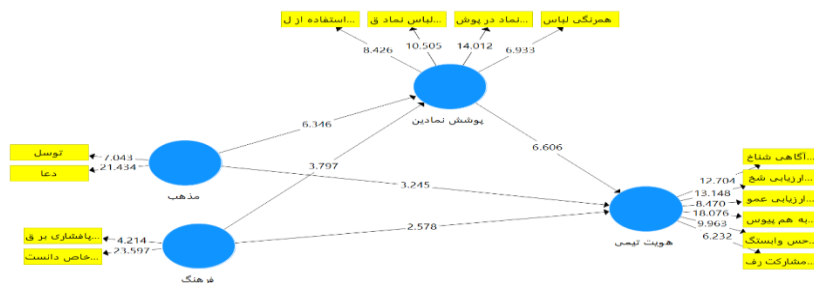 استفاده از ل...
لباس نماد ق...
نماد در پوش...
همرنگی لباس
8.426
10.505
14.012
6.933
پوشش نمادین
6.346
3.797
6.606
توسل
دعا
7.043
21.434
مذهب
3.245
2.578
پافشاری بر ق...
خاص دانست...
4.214
23.597
فرهنگ
هویت تیمی
12.704
13.148
8.470
18.076
9.963
6.232
آگاهی شناخ...
ارزیابی شخ...
ارزیابی عمو...
به هم پیوس...
حس وابستگ...
مشارکت رف...